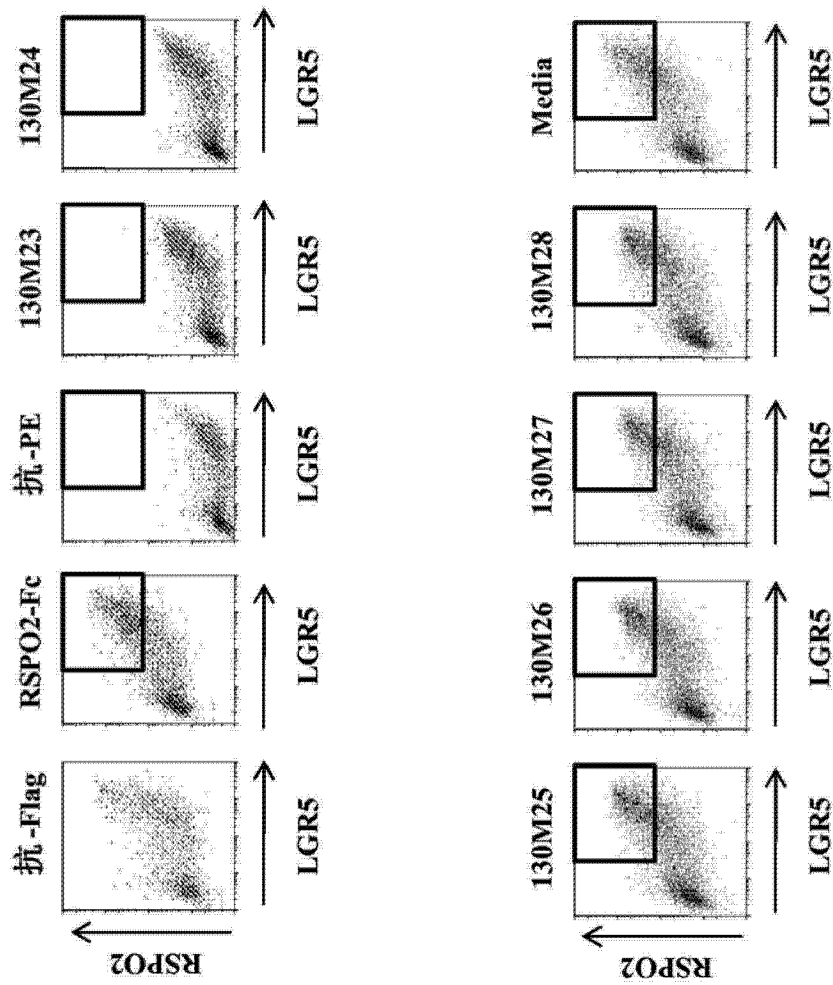 抗-Flag
RSPO2-Fc
抗-PE
130M23
130M24
RSPO2
LGR5
LGR5
LGR5
LGR5
LGR5
130M25
130M26
130M27
130M28
Media
RSPO2
LGR5
LGR5
LGR5
LGR5
LGR5